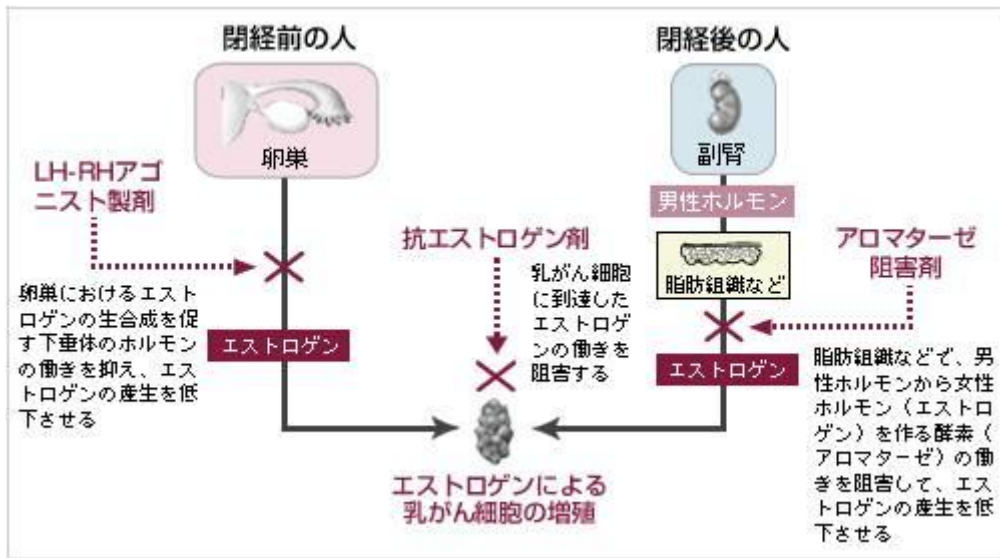 閉経前の人
卵巣
LH-RHアゴ
ニスト製剤
卵巣におけるエスト
ロゲンの生合成を促
す下垂体のホルモン
の働きを抑え、エス
トロゲンの産生を低
下させる
エストロゲン
抗エストロゲン剤
乳がん細胞
に到達した
エストロゲ
ンの働きを
阻害する
エストロゲンによる
乳がん細胞の増殖
閉経後の人
副腎
男性ホルモン
脂肪組織など
エストロゲン
アロマターゼ
阻害剤
脂肪組織などで、男
性ホルモンから女性
ホルモン（エストロ
ゲン）を作る酵素（
アロマターゼ）の働
きを阻害して、エス
トロゲンの産生を低
下させる